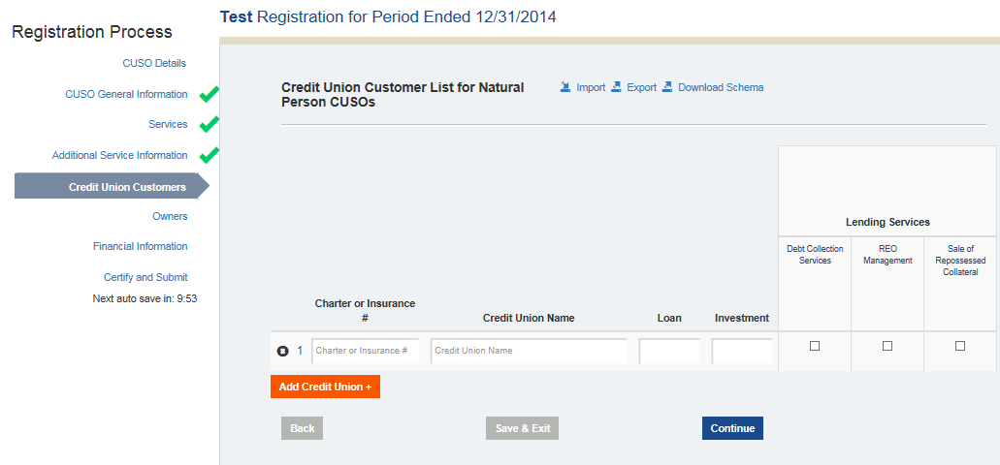 Test Registration for Period Ended 12/31/2014
Registration Process
CUSO Details
CUSO General Information
Services
Additional Service Information
Credit Union Customers
Owners
Financial Information
Certify and Submit
Next auto save in: 9:53
Credit Union Customer List for Natural
Person CUSOs
Import Export Download Schema
Lending Services
Debt Collection
Services
REO
Management
Sale of
Repossessed
Collateral
Charter or Insurance
#
Credit Union Name
Loan
Investment
1 Charter or Insurance # Credit Union Name
Add Credit Union +
Back Save & Exit Continue